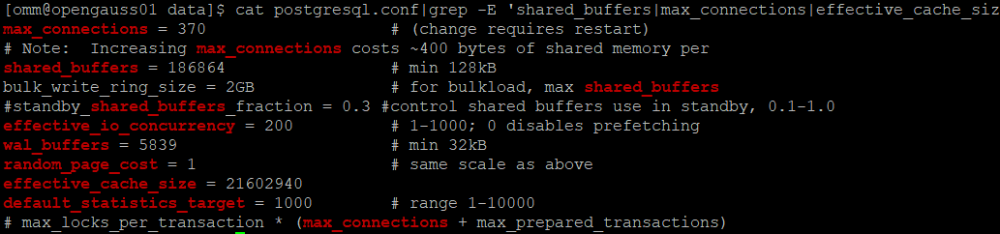 [omm@opengauss01 data]$ cat postgresql.conf|grep -E 'shared_buffers|max_connections|effective_cache_siz
max_connections = 370                   # (change requires restart)
# Note:  Increasing max_connections costs ~400 bytes of shared memory per
shared_buffers = 186864                 # min 128kB
bulk_write_ring_size = 2GB              # for bulkload, max shared_buffers
#standby_shared_buffers_fraction = 0.3 #control shared buffers use in standby, 0.1-1.0
effective_io_concurrency = 200          # 1-1000; 0 disables prefetching
wal_buffers = 5839                      # min 32kB
random_page_cost = 1                    # same scale as above
effective_cache_size = 21602940
default_statistics_target = 1000        # range 1-10000
# max_locks_per_transaction * (max_connections + max_prepared_transactions)